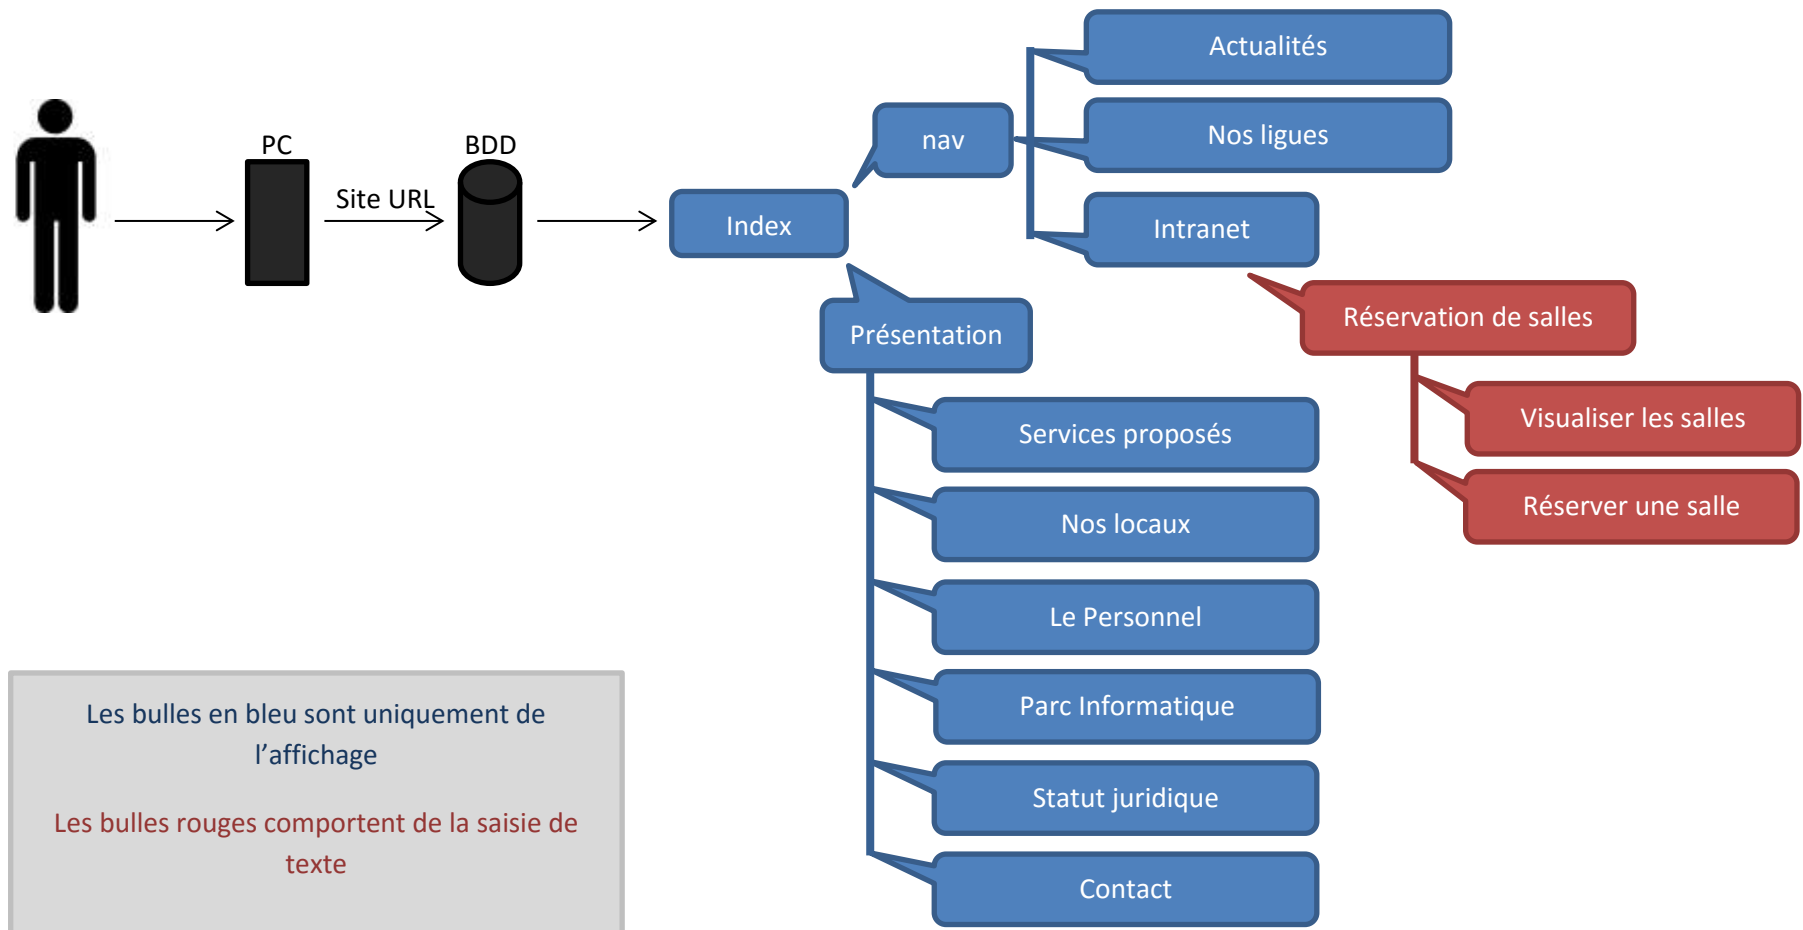 Actualités
nav
Nos ligues
PC
BDD
Site URL
Index
Intranet
Présentation
Réservation de salles
Services proposés
Visualiser les salles
Nos locaux
Réserver une salle
Le Personnel
Parc Informatique
Statut juridique
Contact
Les bulles en bleu sont uniquement de
l’affichage
Les bulles rouges comportent de la saisie de
texte